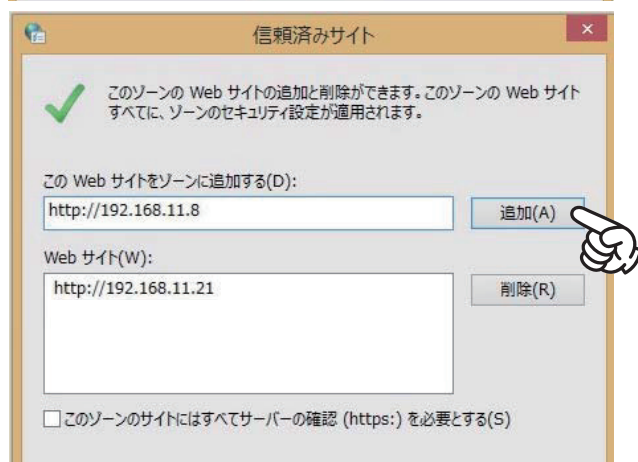 信頼済みサイト
×
このゾーンの Web サイトの追加と削除ができます。このゾーンの Web サイト
すべてに、ゾーンのセキュリティ設定が適用されます。
この Web サイトをゾーンに追加する(D):
http://192.168.11.8
追加(A)
Web サイト(W):
http://192.168.11.21
削除(R)
このゾーンのサイトにはすべてサーバーの確認 (https:) を必要とする(S)